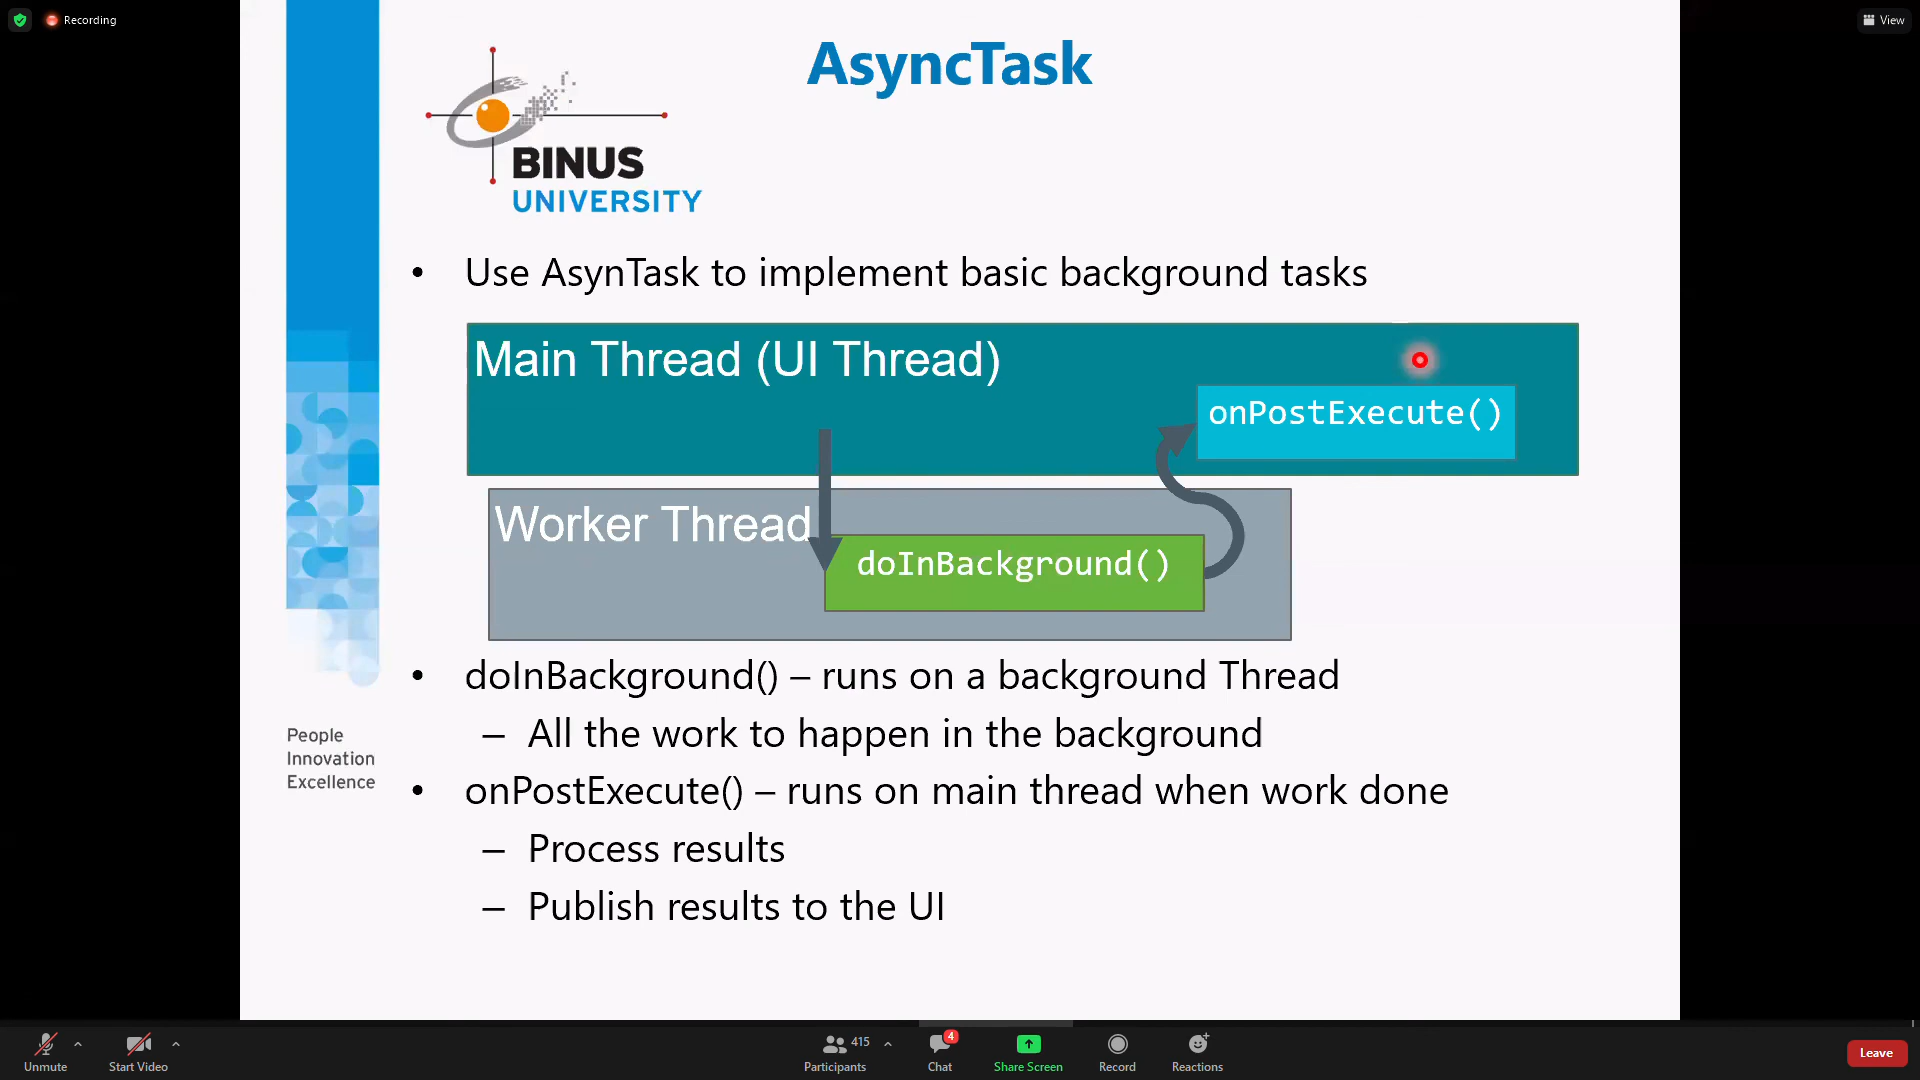 Recording
View
AsyncTask
BINUS
UNIVERSITY
• Use AsynTask to implement basic background tasks
Main Thread (UI Thread)
onPostExecute()
Worker Thread
doInBackground()
• doInBackground() – runs on a background Thread
– All the work to happen in the background
• onPostExecute() – runs on main thread when work done
– Process results
– Publish results to the UI
People
Innovation
Excellence
Unmute
Start Video
415
Participants
4
Chat
Share Screen
Record
Reactions
Leave